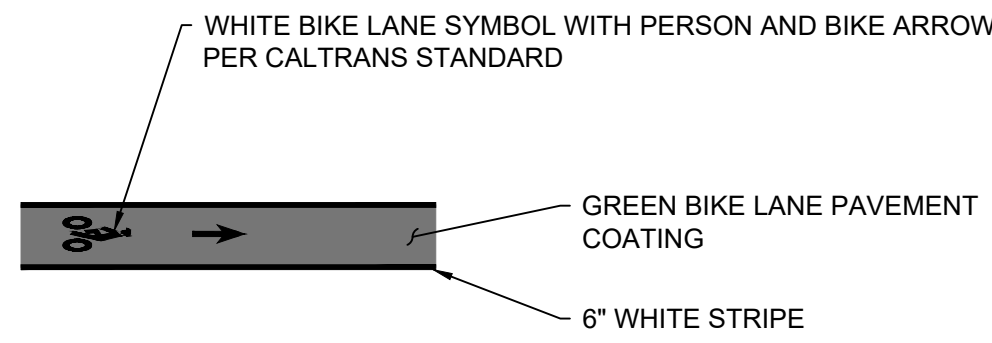 WHITE BIKE LANE SYMBOL WITH PERSON AND BIKE ARROW
PER CALTRANS STANDARD
GREEN BIKE LANE PAVEMENT
COATING
6" WHITE STRIPE